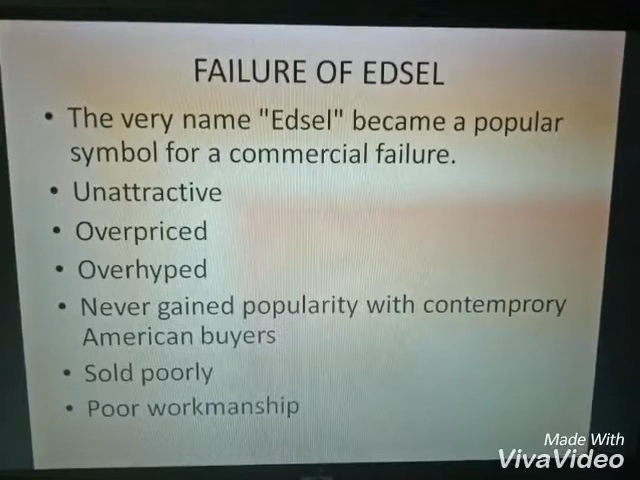 FAILURE OF EDSEL
• The very name "Edsel" became a popular
symbol for a commercial failure.
• Unattractive
• Overpriced
• Overhyped
• Never gained popularity with contemprory
American buyers
• Sold poorly
• Poor workmanship
Made With
VivaVideo